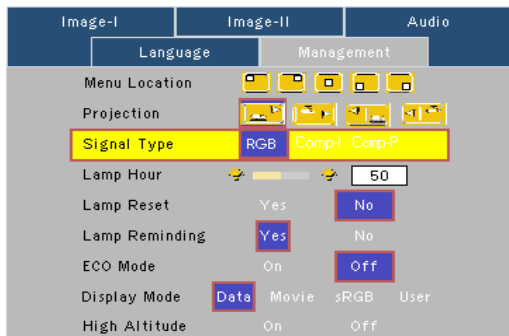 Image-I Image-II Audio
Language Management
Menu Location
Projection
Signal Type RGB Comp-I Comp-P
Lamp Hour 50
Lamp Reset Yes No
Lamp Reminding Yes No
ECO Mode On Off
Display Mode Data Movie sRGB User
High Altitude On Off